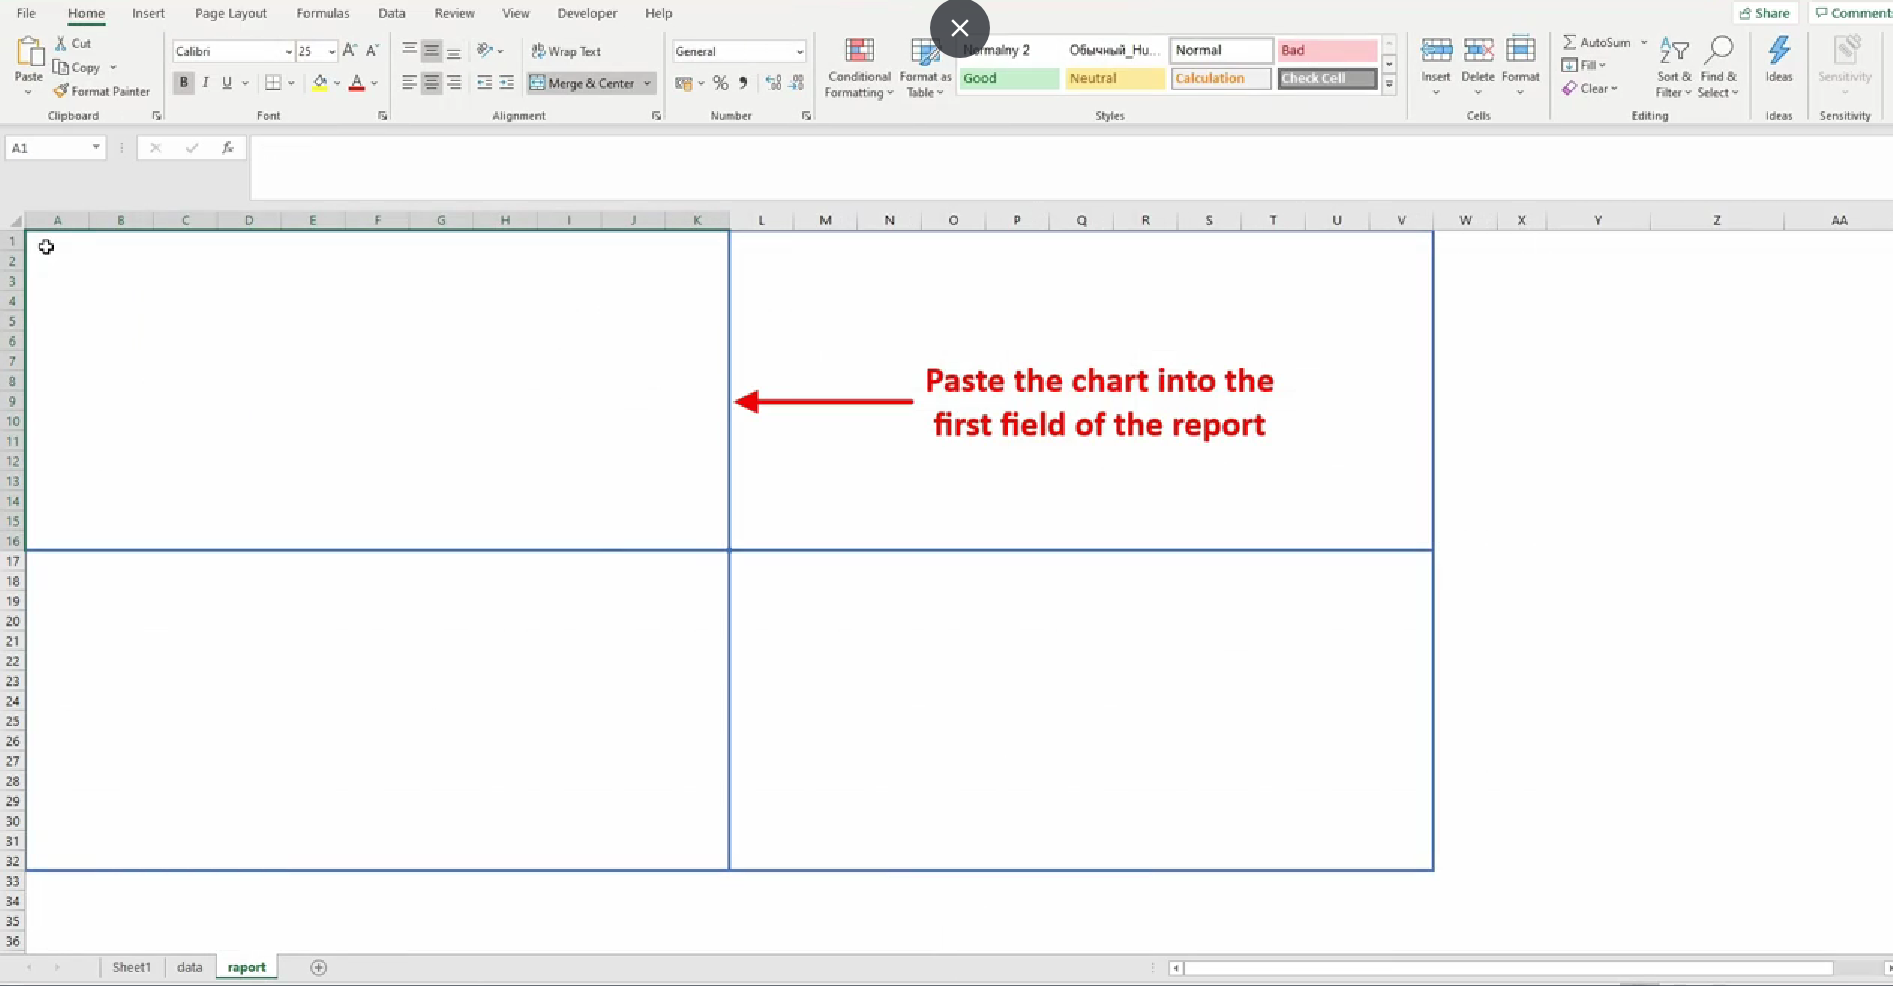 File Home Insert Page Layout Formulas Data Review View Developer Help Share
Cut
Copy
Format Painter
Paste
Clipboard
Calibri 25
B I U A
Font
Wrap Text
Merge & Center
Alignment
General
%
Number
Conditional
Formatting
Format as
Table
Обычный_Hu... Normal Bad
Good Neutral Calculation Check Cell
Styles
Insert Delete Format
Cells
AutoSum
Fill
Clear
Sort &
Filter
Find &
Select
Editing
Ideas
Ideas
Sensitivity
Sensitivity
A1
fx
A B C D E F G H I J K L M N O P Q R S T U V W X Y Z AA
1
2
3
4
5
6
7
8
9
10
11
12
13
14
15
16
17
18
19
20
21
22
23
24
25
26
27
28
29
30
31
32
33
34
35
36
Paste the chart into the
first field of the report
Sheet1 data raport